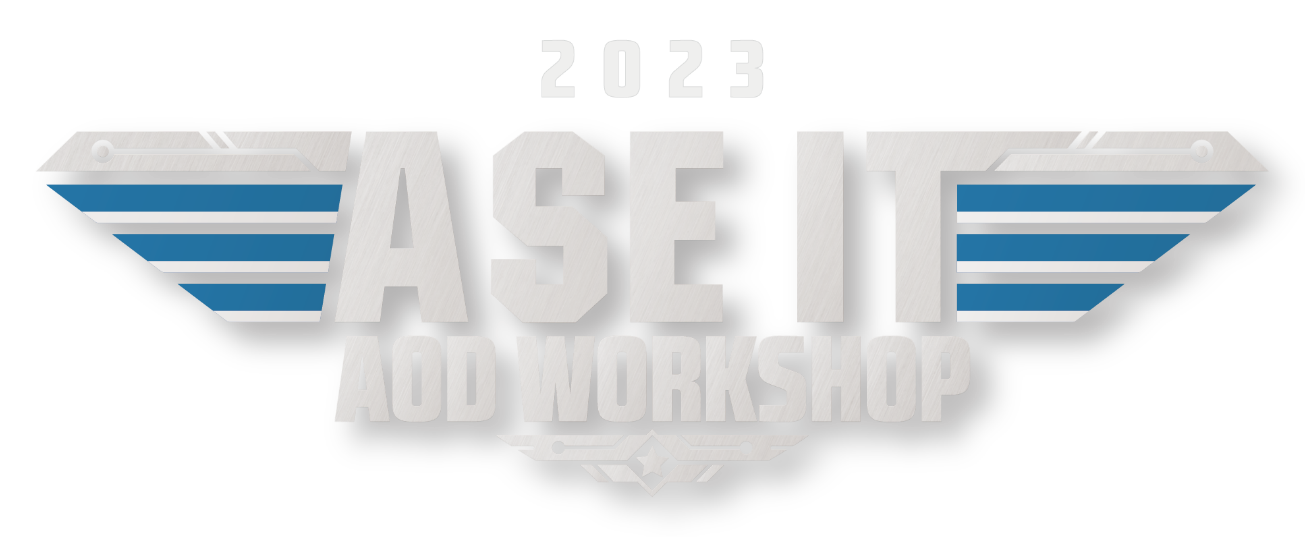 2023
ASE IT
AOD WORKSHOP